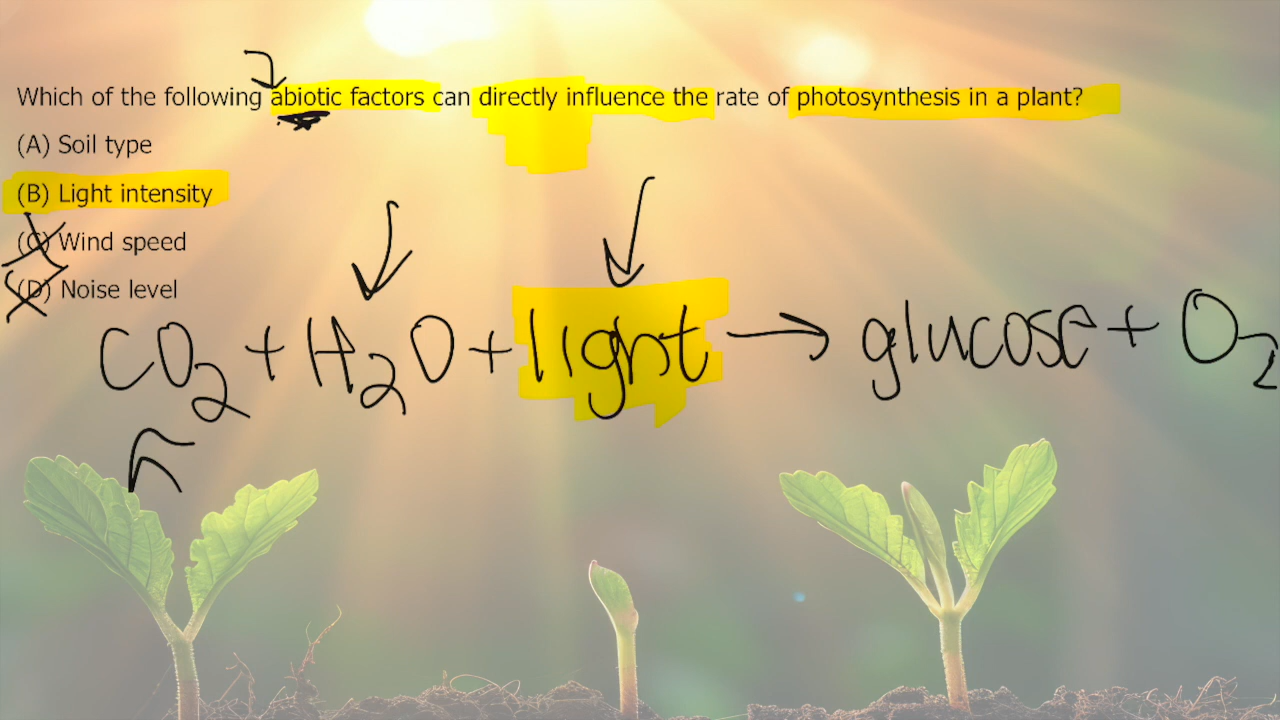 Which of the following abiotic factors can directly influence the rate of photosynthesis in a plant?
(A) Soil type
(B) Light intensity
(C) Wind speed
(D) Noise level
CO2 + H2O + light → glucose + O2